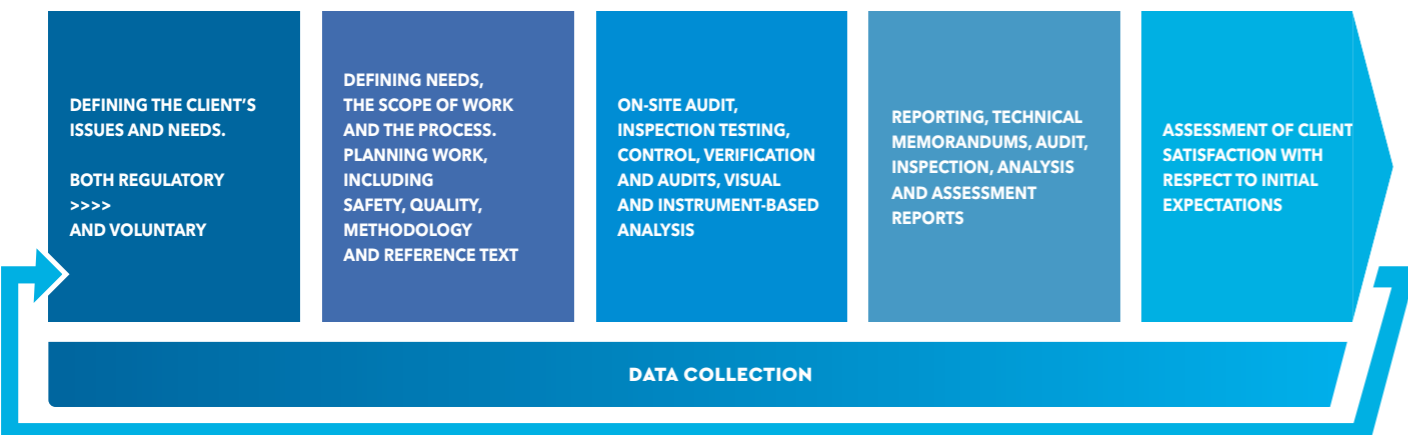 DEFINING THE CLIENT'S
ISSUES AND NEEDS.
BOTH REGULATORY
>>>>
AND VOLUNTARY
DEFINING NEEDS,
THE SCOPE OF WORK
AND THE PROCESS.
PLANNING WORK,
INCLUDING
SAFETY, QUALITY,
METHODOLOGY
AND REFERENCE TEXT
ON-SITE AUDIT,
INSPECTION TESTING,
CONTROL, VERIFICATION
AND AUDITS, VISUAL
AND INSTRUMENT-BASED
ANALYSIS
REPORTING, TECHNICAL
MEMORANDUMS, AUDIT,
INSPECTION, ANALYSIS
AND ASSESSMENT
REPORTS
ASSESSMENT OF CLIENT
SATISFACTION WITH
RESPECT TO INITIAL
EXPECTATIONS
DATA COLLECTION